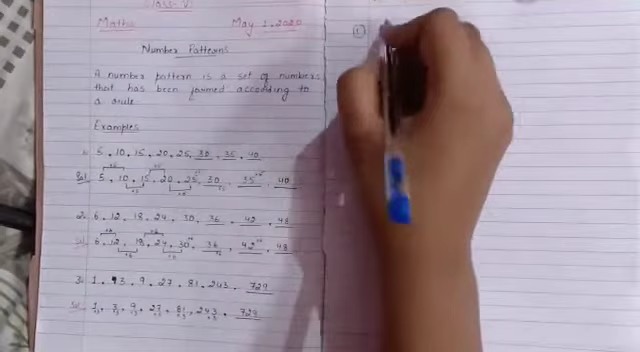 Class- VI
Maths May 1, 2020
Number Patterns
A number pattern is a set of numbers
that has been formed according to
a rule.
Examples
1. 5, 10, 15, 20, 25, 30, 35, 40
Sol. 5, 10, 15, 20, 25, 30, 35, 40
2. 6, 12, 18, 24, 30, 36, 42, 48
Sol. 6, 12, 18, 24, 30, 36, 42, 48
3. 1, 3, 9, 27, 81, 243, 729
Sol. 1, 3, 9, 27, 81, 243, 729
1